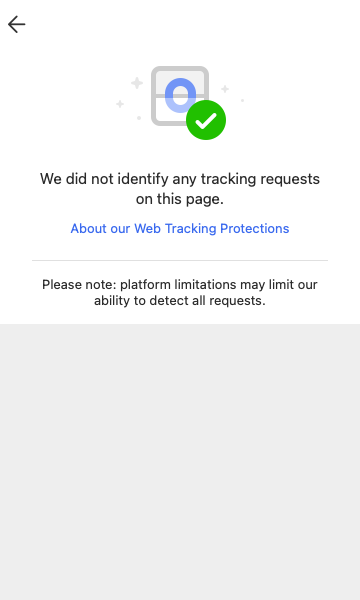 We did not identify any tracking requests
on this page.
About our Web Tracking Protections
Please note: platform limitations may limit our
ability to detect all requests.